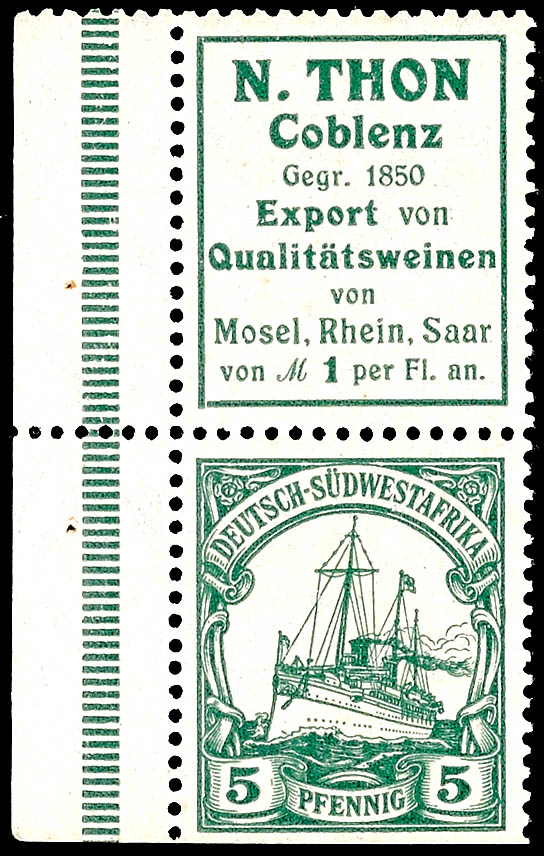 N. THON
Coblenz
Gegr. 1850
Export von
Qualitätsweinen
von
Mosel, Rhein, Saar
von ℳ 1 per Fl. an.
DEUTSCH-SÜDWESTAFRIKA
5 PFENNIG 5